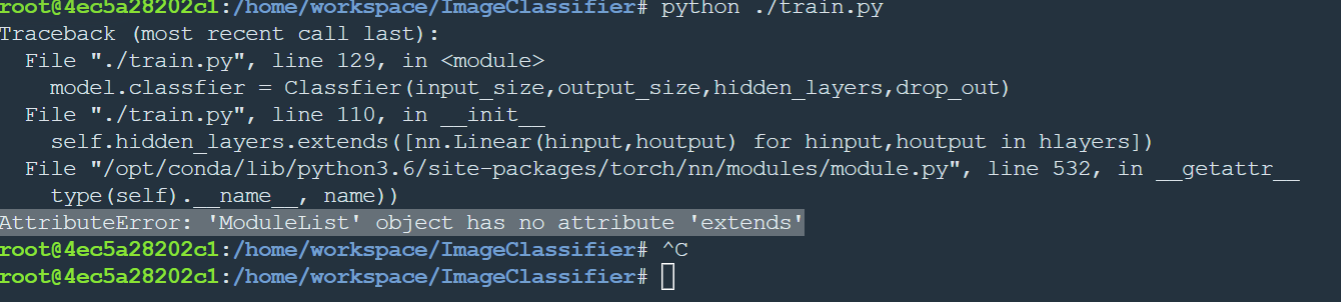 root@4ec5a28202c1:/home/workspace/ImageClassifier# python ./train.py
Traceback (most recent call last):
  File "./train.py", line 129, in <module>
    model.classfier = Classfier(input_size,output_size,hidden_layers,drop_out)
  File "./train.py", line 110, in __init__
    self.hidden_layers.extends([nn.Linear(hinput,houtput) for hinput,houtput in hlayers])
  File "/opt/conda/lib/python3.6/site-packages/torch/nn/modules/module.py", line 532, in __getattr__
    type(self).__name__, name))
AttributeError: 'ModuleList' object has no attribute 'extends'
root@4ec5a28202c1:/home/workspace/ImageClassifier# ^C
root@4ec5a28202c1:/home/workspace/ImageClassifier#